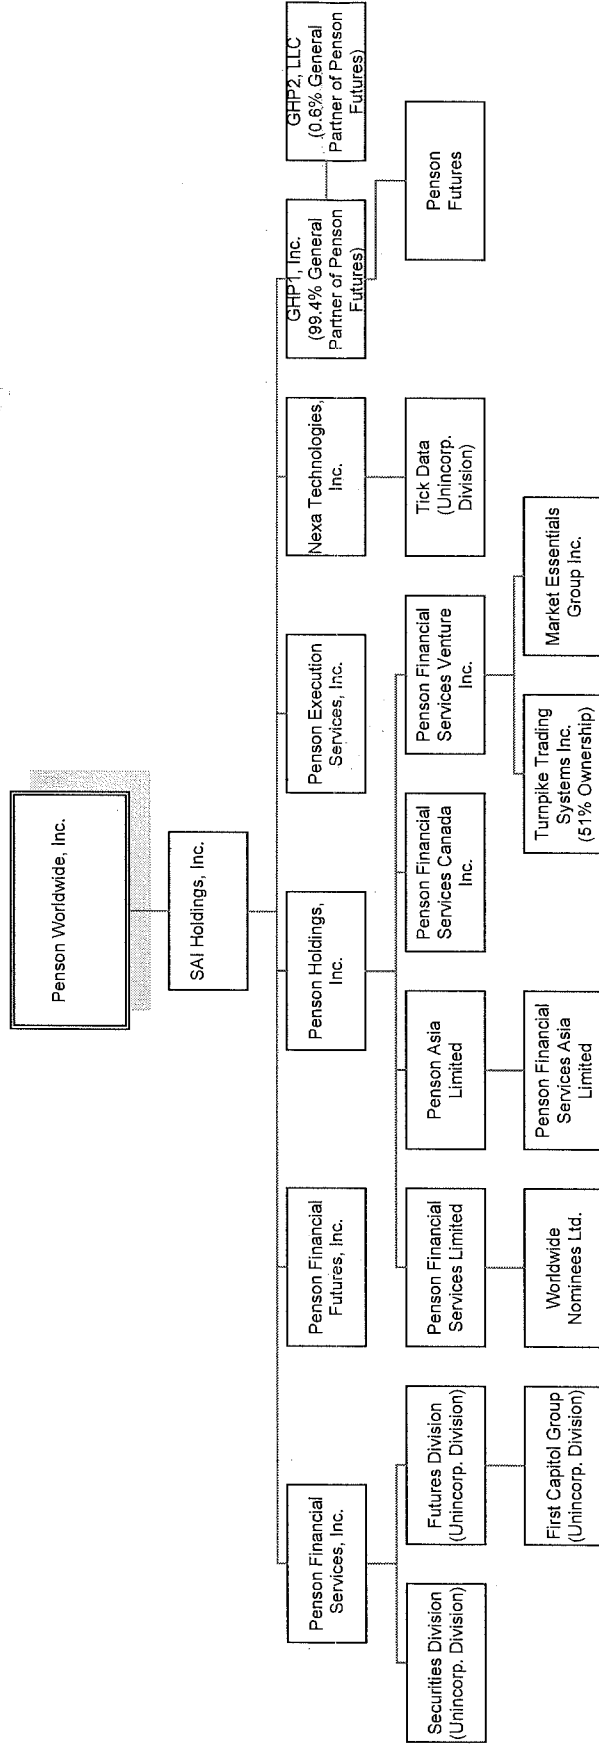 Penson Worldwide, Inc.
SAI Holdings, Inc.
Penson Financial
Services, Inc.
Penson Financial
Futures, Inc.
Penson Holdings,
Inc.
Penson Execution
Services, Inc.
Nexa Technologies,
Inc.
GHP1, Inc.
(99.4% General
Partner of Penson
Futures)
GHP2, LLC
(0.6% General
Partner of Penson
Futures)
Securities Division
(Unincorp. Division)
Futures Division
(Unincorp. Division)
Penson Financial
Services Limited
Penson Asia
Limited
Penson Financial
Services Canada
Inc.
Penson Financial
Services Venture
Inc.
Tick Data
(Unincorp.
Division)
Penson
Futures
First Capitol Group
(Unincorp. Division)
Worldwide
Nominees Ltd.
Penson Financial
Services Asia
Limited
Turnpike Trading
Systems Inc.
(51% Ownership)
Market Essentials
Group Inc.